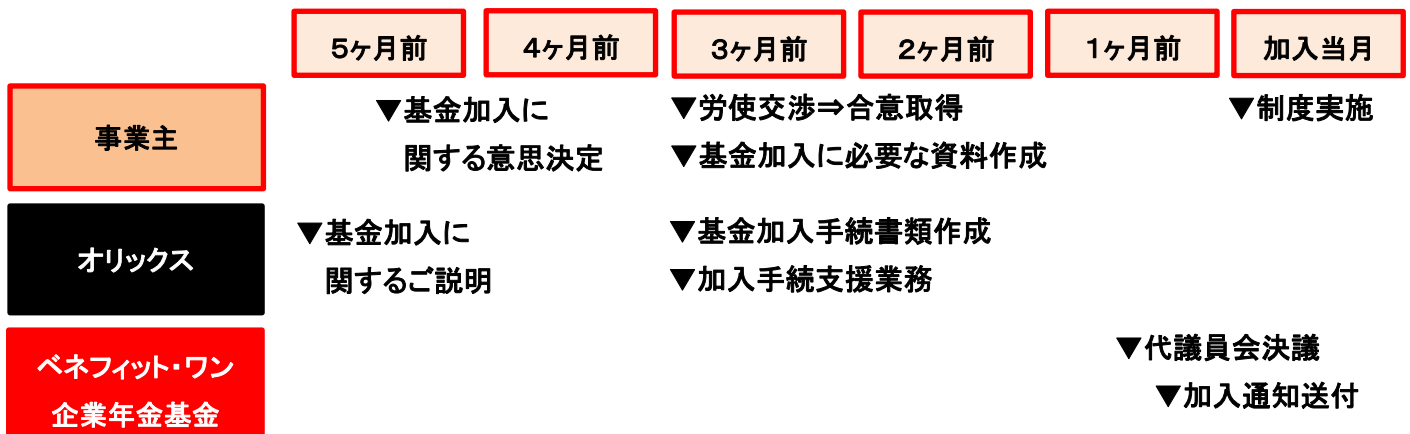 5ヶ月前 4ヶ月前 3ヶ月前 2ヶ月前 1ヶ月前 加入当月
事業主
▼基金加入に
関する意思決定
▼労使交渉⇒合意取得
▼基金加入に必要な資料作成
▼制度実施
オリックス
▼基金加入に
関するご説明
▼基金加入手続書類作成
▼加入手続支援業務
ベネフィット・ワン
企業年金基金
▼代議員会決議
▼加入通知送付